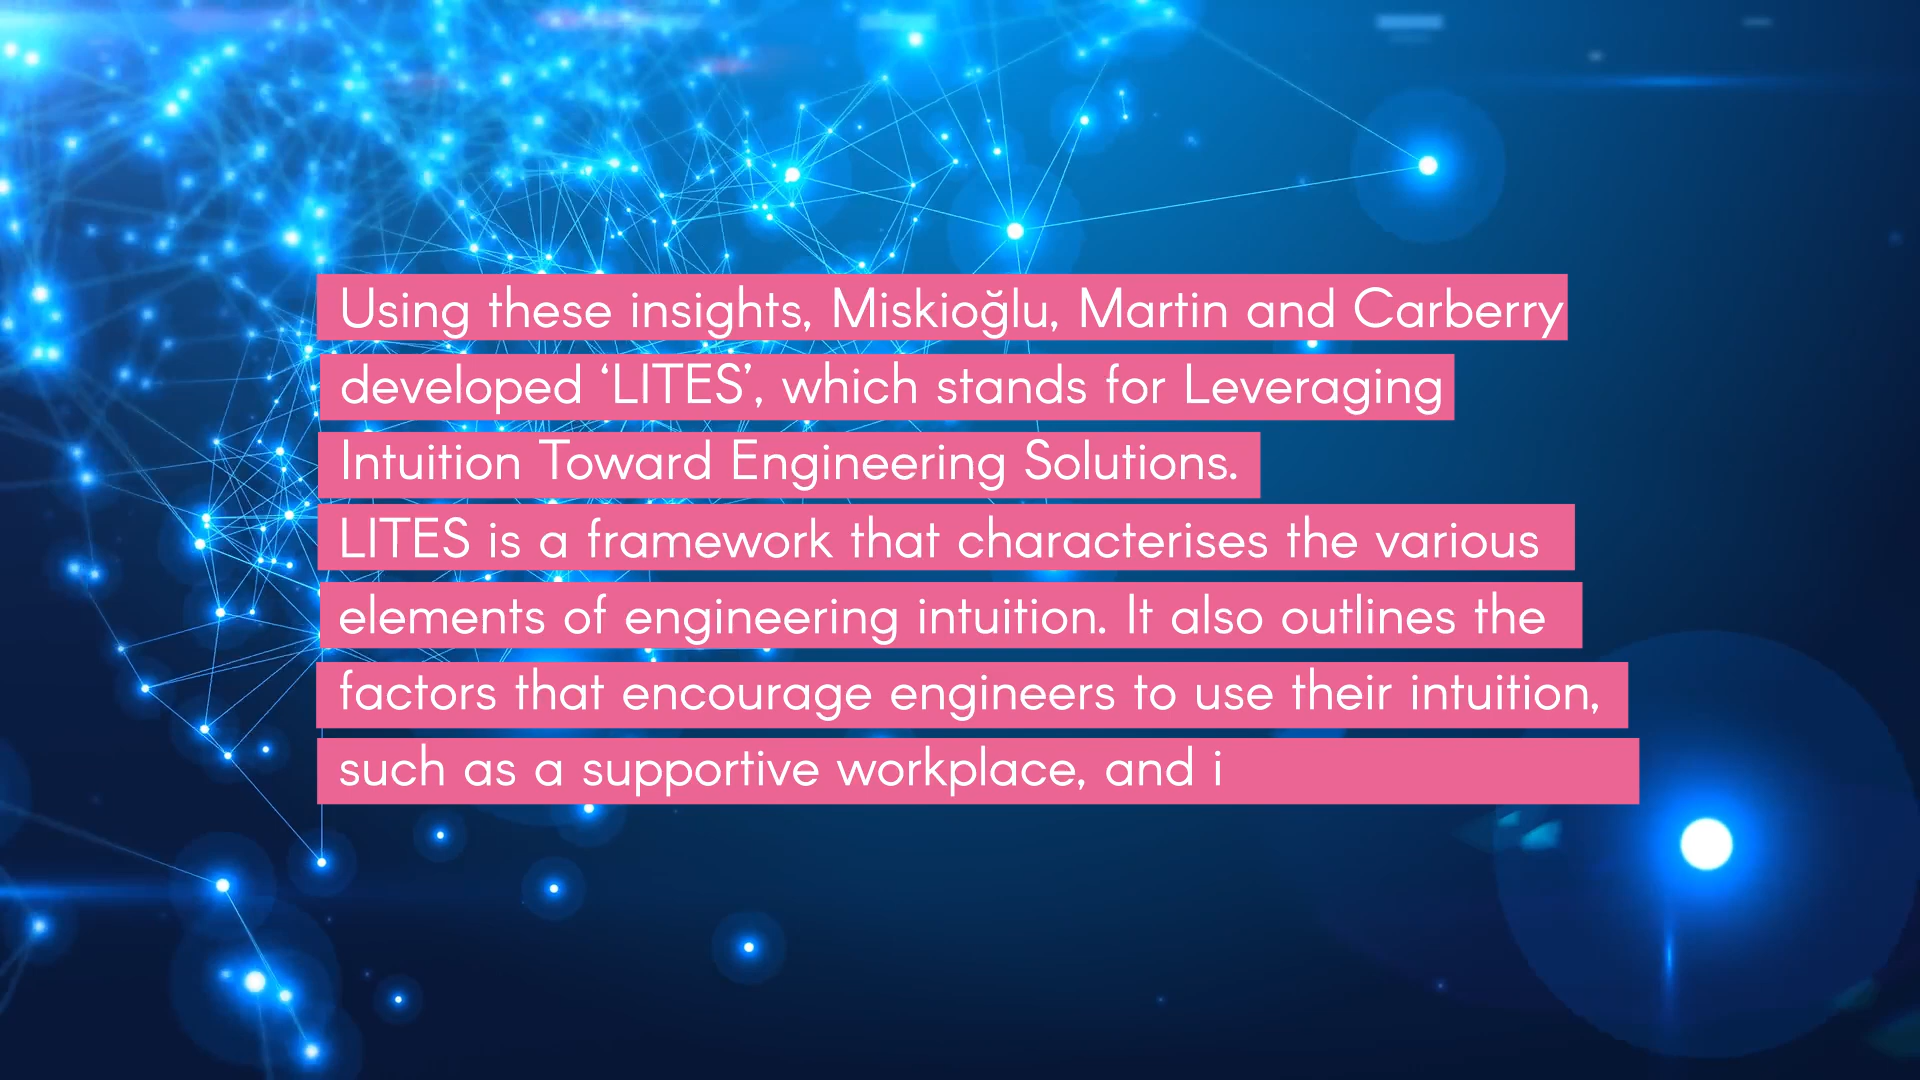 Using these insights, Miskioğlu, Martin and Carberry
developed ‘LITES’, which stands for Leveraging
Intuition Toward Engineering Solutions.
LITES is a framework that characterises the various
elements of engineering intuition. It also outlines the
factors that encourage engineers to use their intuition,
such as a supportive workplace, and i